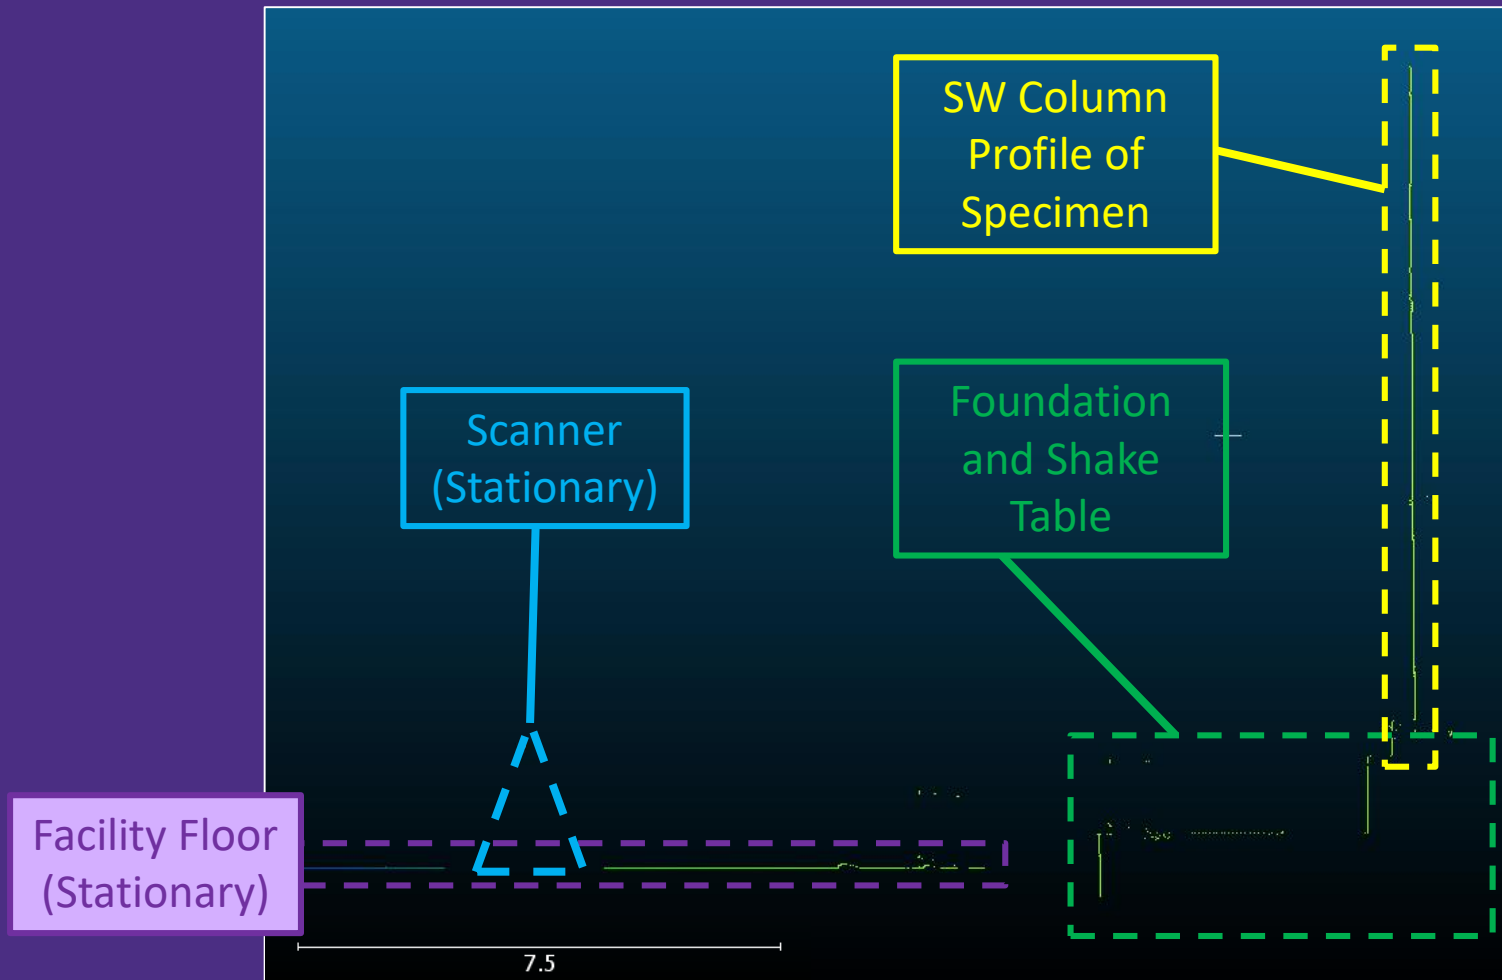 SW Column
Profile of
Specimen
Foundation
and Shake
Table
Scanner
(Stationary)
Facility Floor
(Stationary)
7.5